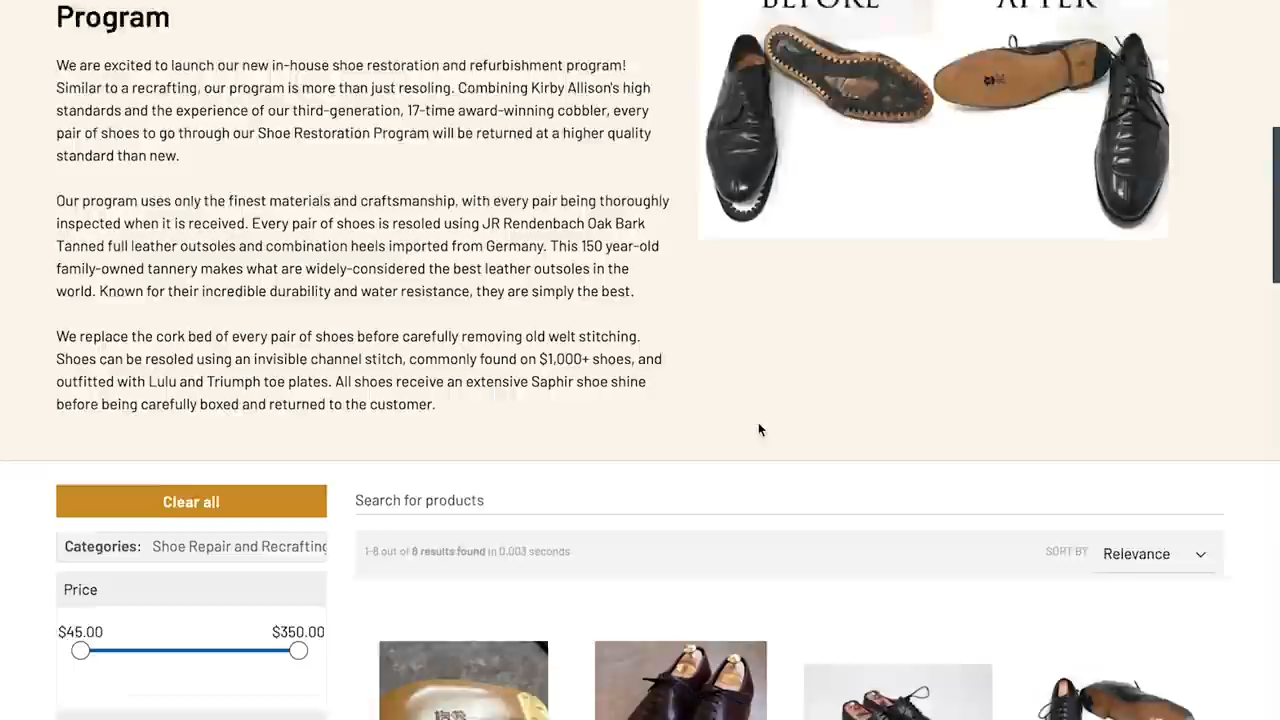 Program
BEFORE
AFTER
We are excited to launch our new in-house shoe restoration and refurbishment program!
Similar to a recrafting, our program is more than just resoling. Combining Kirby Allison's high
standards and the experience of our third-generation, 17-time award-winning cobbler, every
pair of shoes to go through our Shoe Restoration Program will be returned at a higher quality
standard than new.
Our program uses only the finest materials and craftsmanship, with every pair being thoroughly
inspected when it is received. Every pair of shoes is resoled using JR Rendenbach Oak Bark
Tanned full leather outsoles and combination heels imported from Germany. This 150 year-old
family-owned tannery makes what are widely-considered the best leather outsoles in the
world. Known for their incredible durability and water resistance, they are simply the best.
We replace the cork bed of every pair of shoes before carefully removing old welt stitching.
Shoes can be resoled using an invisible channel stitch, commonly found on $1,000+ shoes, and
outfitted with Lulu and Triumph toe plates. All shoes receive an extensive Saphir shoe shine
before being carefully boxed and returned to the customer.
Clear all
Search for products
Categories: Shoe Repair and Recrafting
1-8 out of 8 results found in 0.003 seconds
SORT BY Relevance
Price
$45.00 $350.00